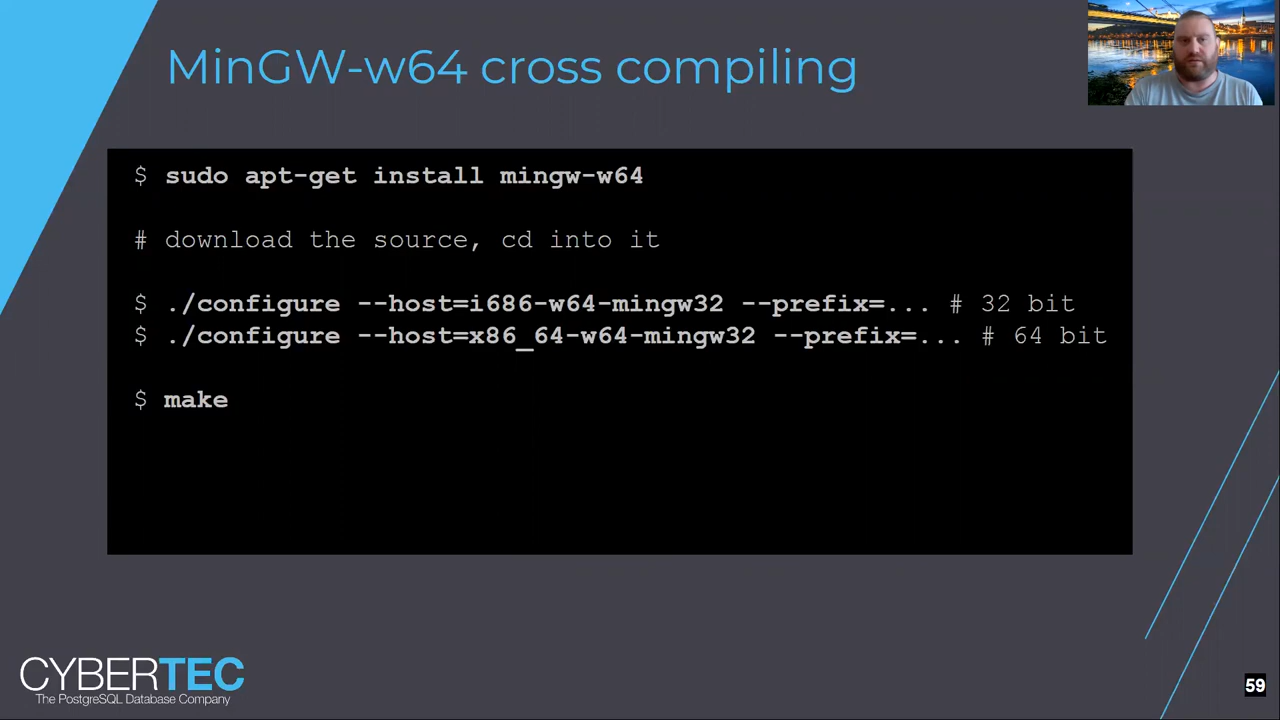 MinGW-w64 cross compiling
$ sudo apt-get install mingw-w64
# download the source, cd into it
$ ./configure --host=i686-w64-mingw32 --prefix=... # 32 bit
$ ./configure --host=x86_64-w64-mingw32 --prefix=... # 64 bit
$ make
CYBERTEC
The PostgreSQL Database Company
59